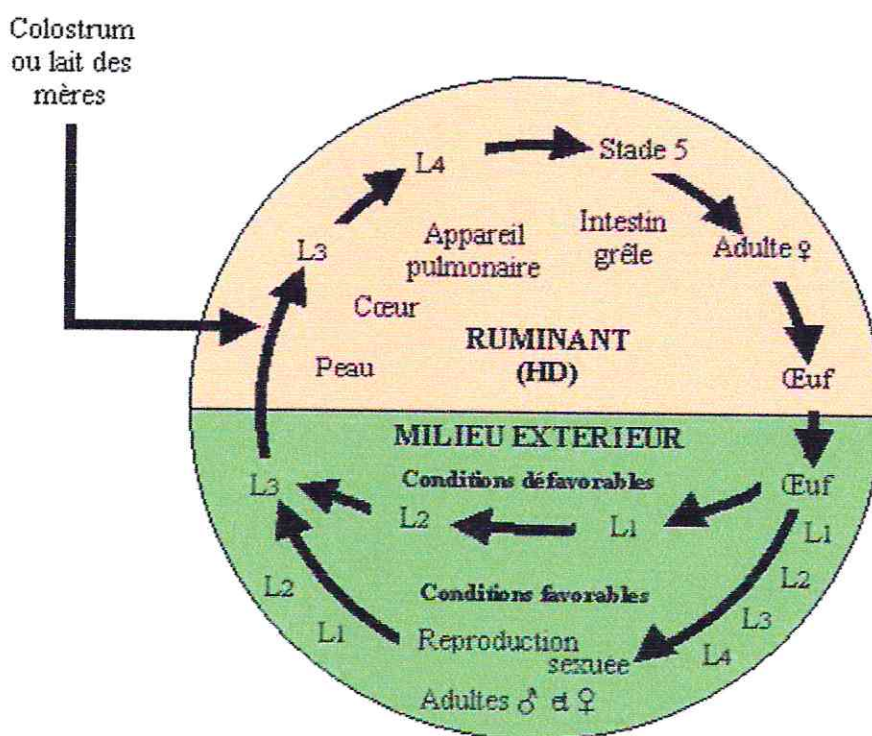 Colostrum
ou lait des
mères
L4
Stade 5
L3
Appareil
pulmonaire
Intestin
grêle
Adulte ♀
Cœur
Peau
RUMINANT
(HD)
Œuf
MILIEU EXTERIEUR
L3
Conditions défavorables
Œuf
L2
L1
L1
L2
L2
Conditions favorables
L3
L1
Reproduction
sexuee
L4
Adultes ♂ et ♀